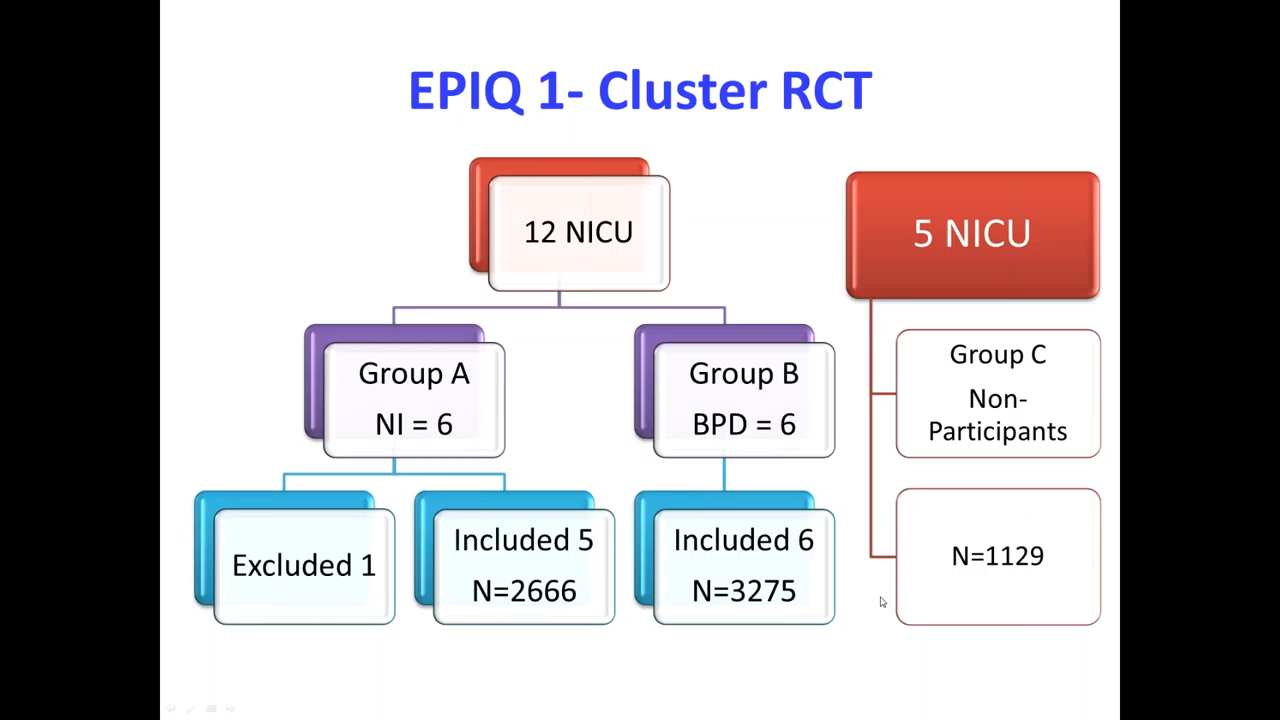 EPIQ 1- Cluster RCT
12 NICU
5 NICU
Group A
NI = 6
Group B
BPD = 6
Group C
Non-
Participants
Excluded 1
Included 5
N=2666
Included 6
N=3275
N=1129